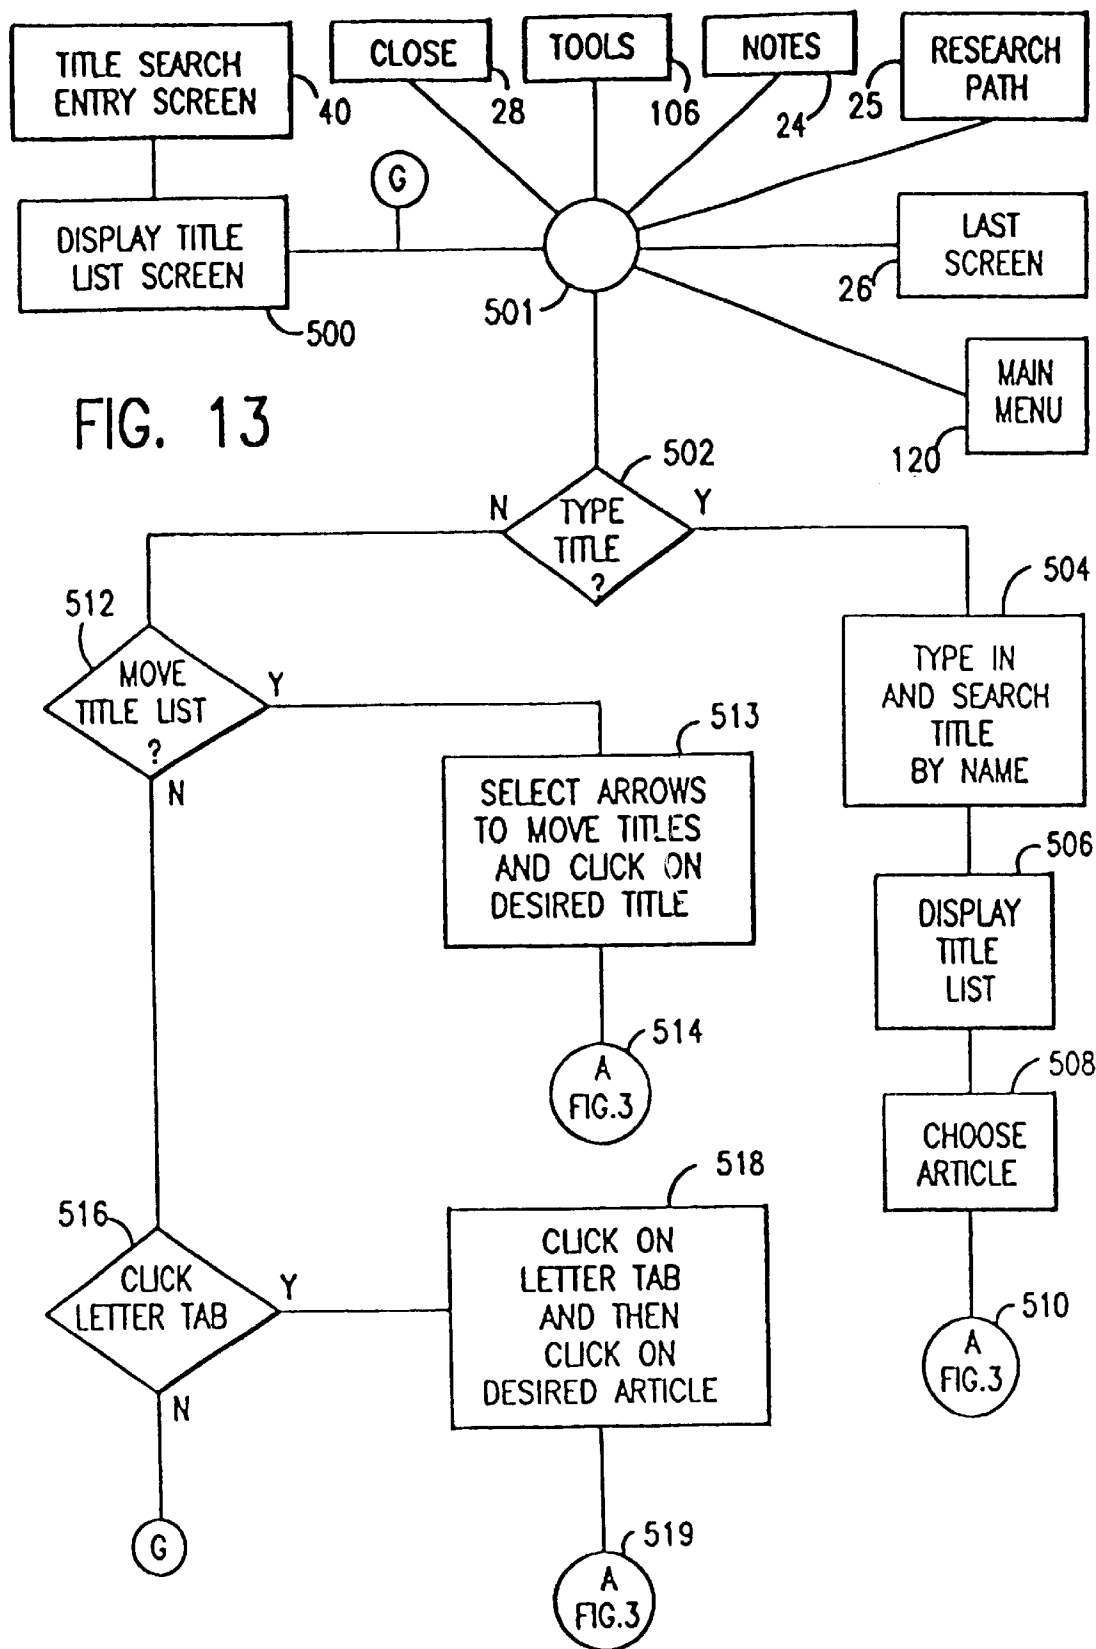 TITLE SEARCH
ENTRY SCREEN
40
CLOSE
28
TOOLS
106
NOTES
24
RESEARCH
PATH
25
G
DISPLAY TITLE
LIST SCREEN
500
501
LAST
SCREEN
26
MAIN
MENU
120
FIG. 13
502
TYPE
TITLE
?
N
Y
504
TYPE IN
AND SEARCH
TITLE
BY NAME
512
MOVE
TITLE LIST
?
Y
N
513
SELECT ARROWS
TO MOVE TITLES
AND CLICK ON
DESIRED TITLE
506
DISPLAY
TITLE
LIST
514
A
FIG.3
508
CHOOSE
ARTICLE
516
CLICK
LETTER TAB
Y
N
518
CLICK ON
LETTER TAB
AND THEN
CLICK ON
DESIRED ARTICLE
510
A
FIG.3
G
519
A
FIG.3